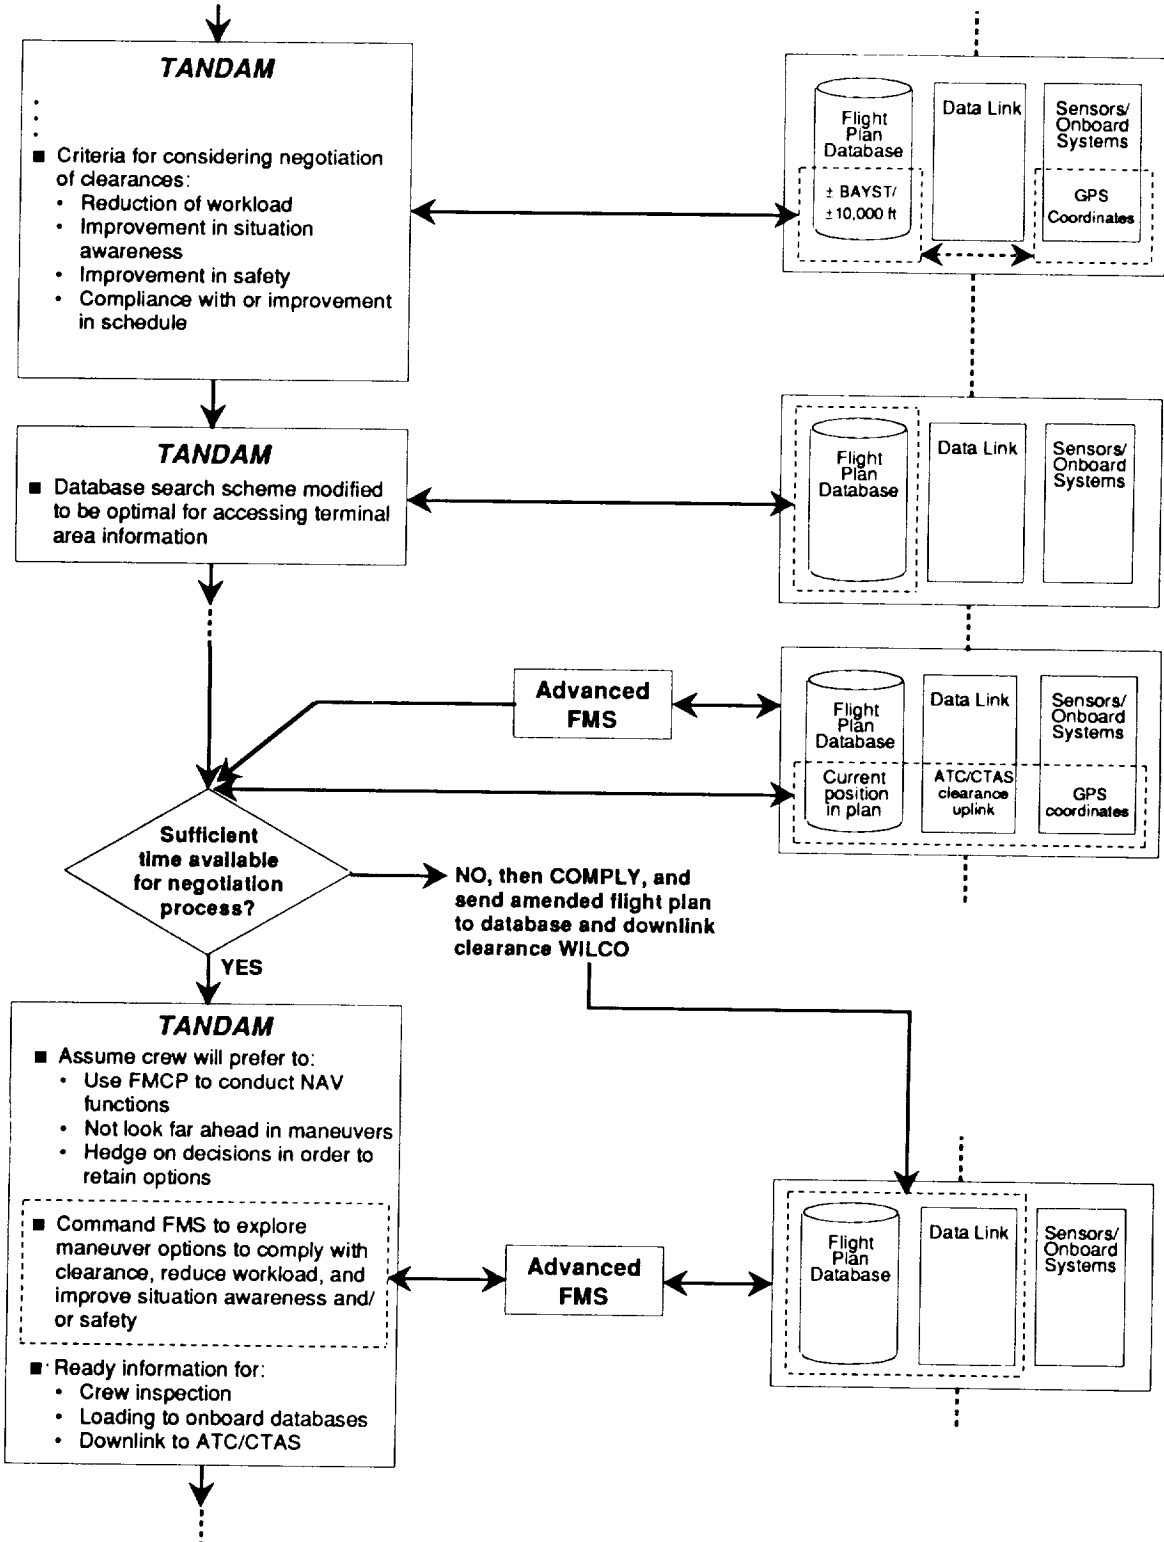 TANDAM
■ Criteria for considering negotiation
of clearances:
• Reduction of workload
• Improvement in situation
awareness
• Improvement in safety
• Compliance with or improvement
in schedule
Flight
Plan
Database
± BAYST/
±10,000 ft
Data Link
Sensors/
Onboard
Systems
GPS
Coordinates
TANDAM
■ Database search scheme modified
to be optimal for accessing terminal
area information
Flight
Plan
Database
Data Link
Sensors/
Onboard
Systems
Advanced
FMS
Flight
Plan
Database
Current
position
in plan
Data Link
ATC/CTAS
clearance
uplink
Sensors/
Onboard
Systems
GPS
coordinates
Sufficient
time available
for negotiation
process?
NO, then COMPLY, and
send amended flight plan
to database and downlink
clearance WILCO
YES
TANDAM
■ Assume crew will prefer to:
• Use FMCP to conduct NAV
functions
• Not look far ahead in maneuvers
• Hedge on decisions in order to
retain options
■ Command FMS to explore
maneuver options to comply with
clearance, reduce workload, and
improve situation awareness and/
or safety
■ Ready information for:
• Crew inspection
• Loading to onboard databases
• Downlink to ATC/CTAS
Advanced
FMS
Flight
Plan
Database
Data Link
Sensors/
Onboard
Systems